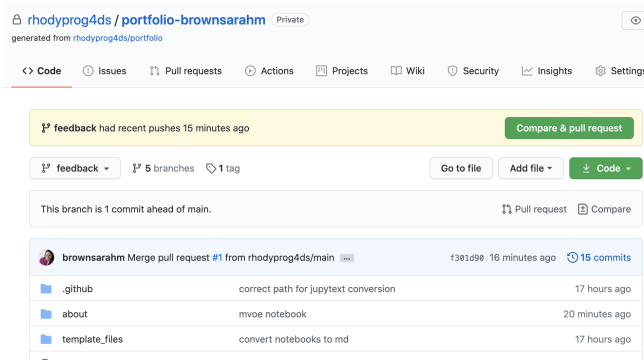 rhodyprog4ds / portfolio-brownsarahm Private
generated from rhodyprog4ds/portfolio
<> Code Issues Pull requests Actions Projects Wiki Security Insights Settings
feedback had recent pushes 15 minutes ago Compare & pull request
feedback 5 branches 1 tag Go to file Add file Code
This branch is 1 commit ahead of main. Pull request Compare
brownsarahm Merge pull request #1 from rhodyprog4ds/main ... f301d90 16 minutes ago 15 commits
.github correct path for jupytext conversion 17 hours ago
about mvoe notebook 20 minutes ago
template_files convert notebooks to md 17 hours ago